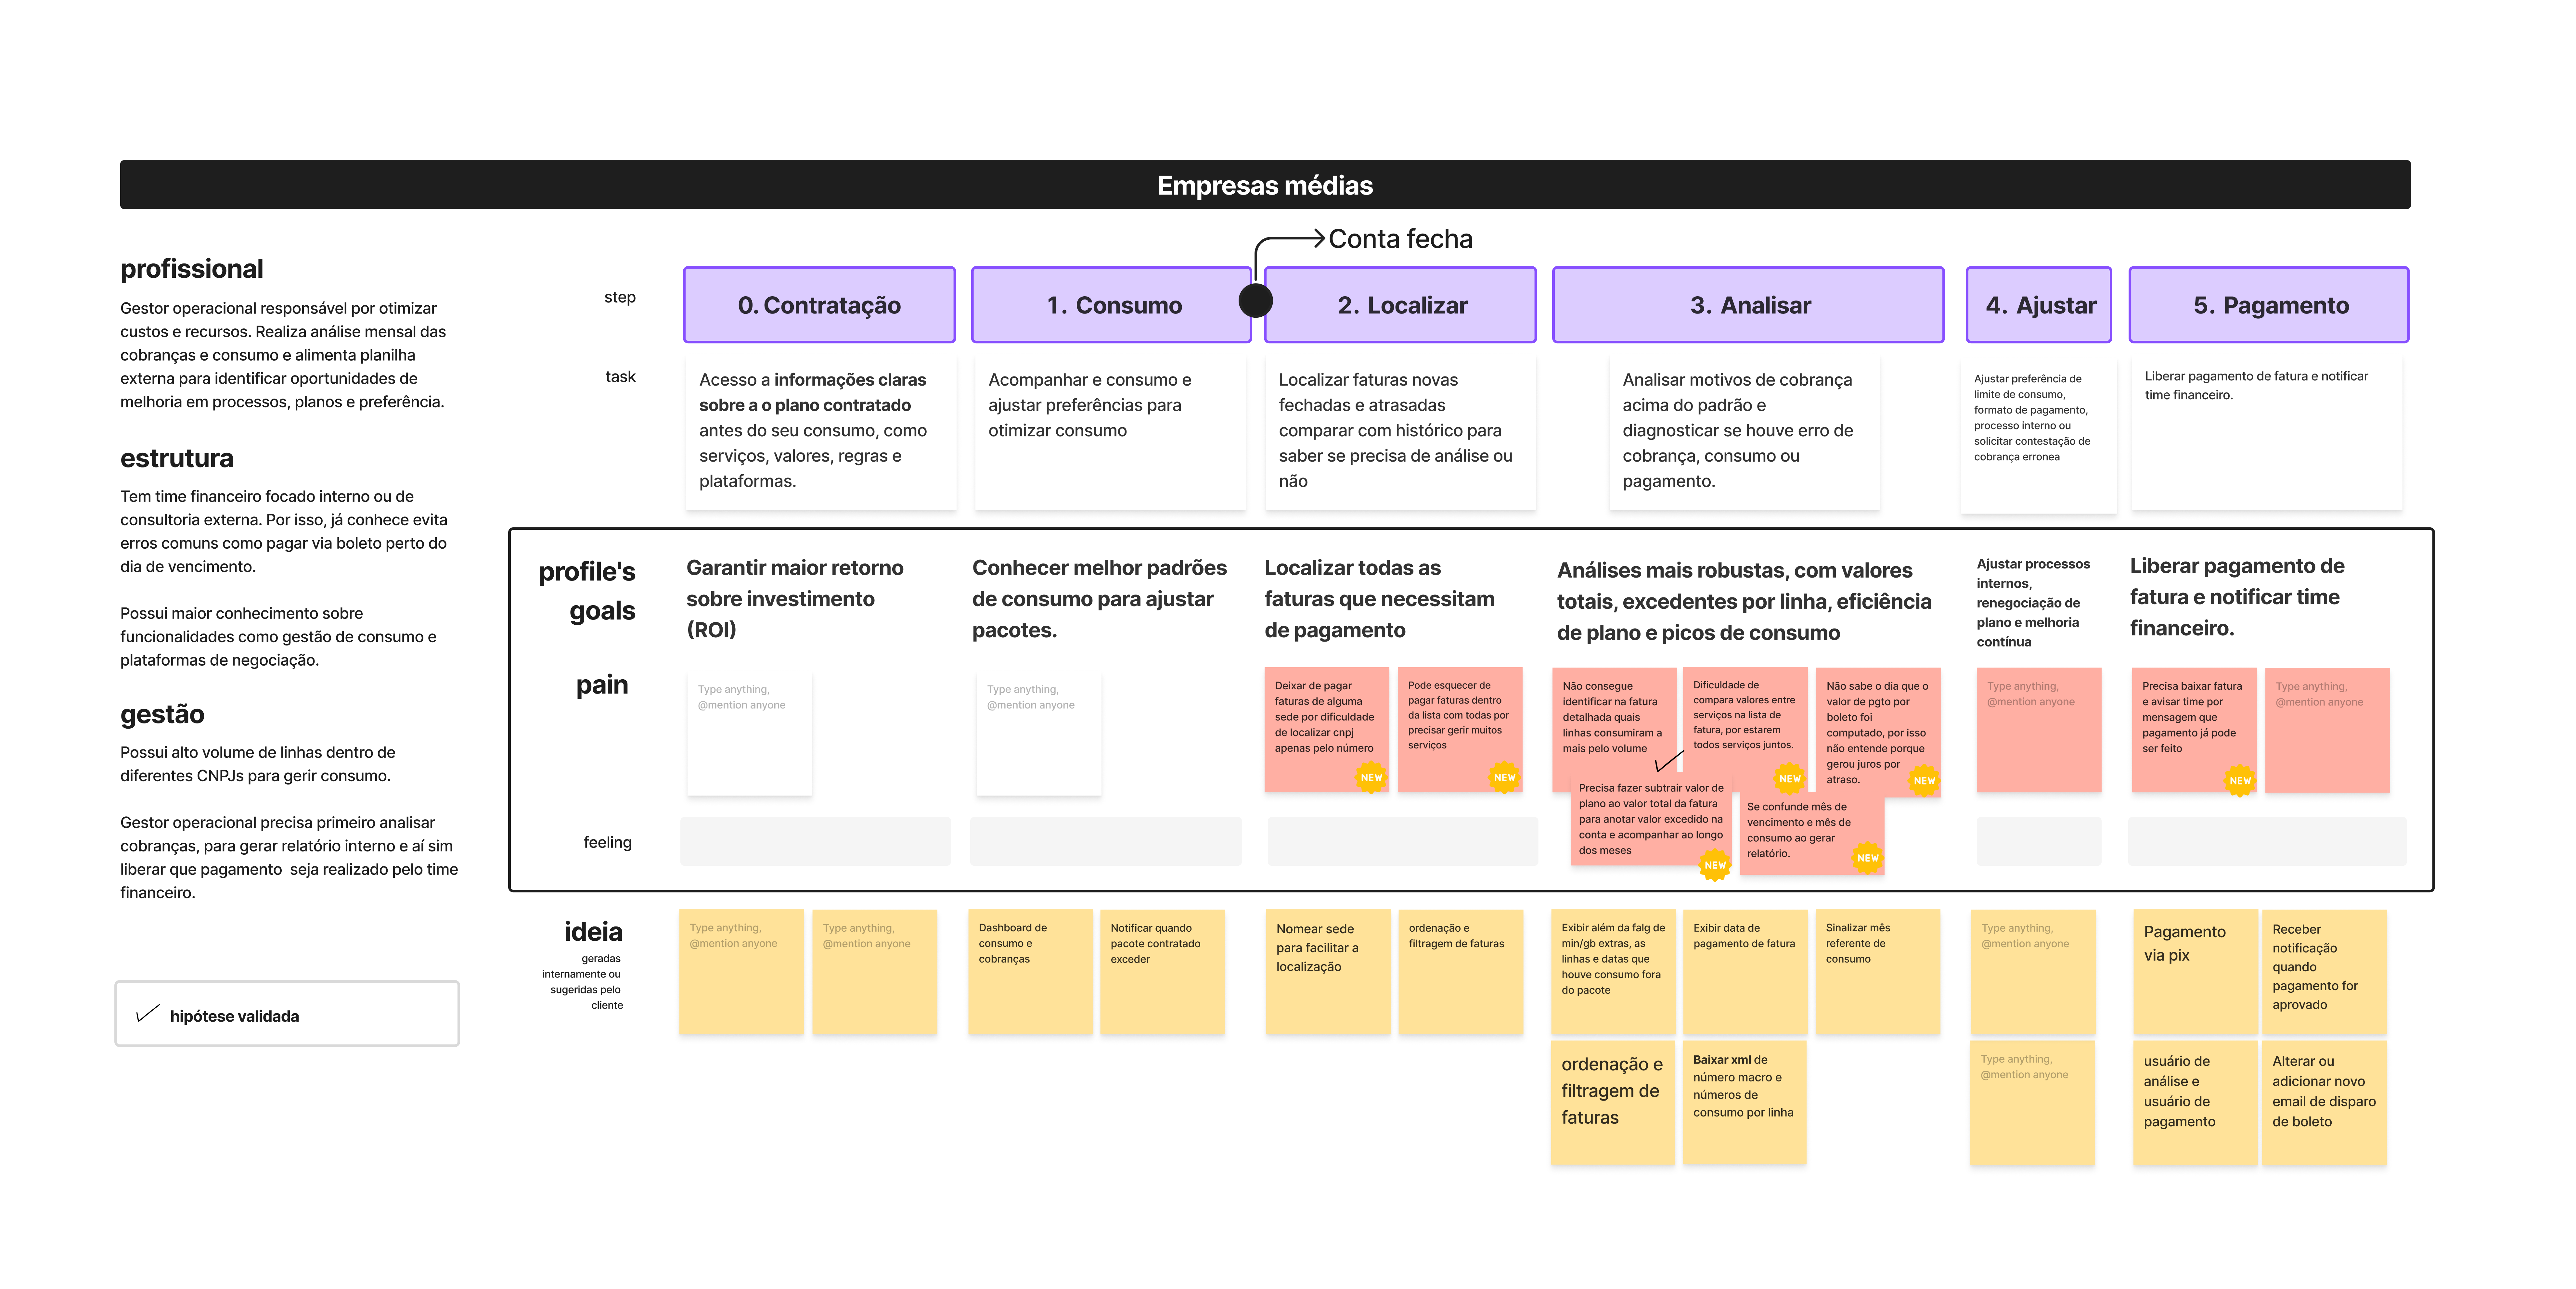 Empresas médias
Conta fecha
profissional
Gestor operacional responsável por otimizar
custos e recursos. Realiza análise mensal das
cobranças e consumo e alimenta planilha
externa para identificar oportunidades de
melhoria em processos, planos e preferência.
estrutura
Tem time financeiro focado interno ou de
consultoria externa. Por isso, já conhece evita
erros comuns como pagar via boleto perto do
dia de vencimento.
Possui maior conhecimento sobre
funcionalidades como gestão de consumo e
plataformas de negociação.
gestão
Possui alto volume de linhas dentro de
diferentes CNPJs para gerir consumo.
Gestor operacional precisa primeiro analisar
cobranças, para gerar relatório interno e aí sim
liberar que pagamento  seja realizado pelo time
financeiro.
hipótese validada
step
0. Contratação
1. Consumo
2. Localizar
3. Analisar
4. Ajustar
5. Pagamento
task
Acesso a informações claras
sobre a o plano contratado
antes do seu consumo, como
serviços, valores, regras e
plataformas.
Acompanhar e consumo e
ajustar preferências para
otimizar consumo
Localizar faturas novas
fechadas e atrasadas
comparar com histórico para
saber se precisa de análise ou
não
Analisar motivos de cobrança
acima do padrão e
diagnosticar se houve erro de
cobrança, consumo ou
pagamento.
Ajustar preferência de
limite de consumo,
formato de pagamento,
processo interno ou
solicitar contestação de
cobrança erronea
Liberar pagamento de fatura e notificar
time financeiro.
profile's
goals
Garantir maior retorno
sobre investimento
(ROI)
Conhecer melhor padrões
de consumo para ajustar
pacotes.
Localizar todas as
faturas que necessitam
de pagamento
Análises mais robustas, com valores
totais, excedentes por linha, eficiência
de plano e picos de consumo
Ajustar processos
internos,
renegociação de
plano e melhoria
contínua
Liberar pagamento de
fatura e notificar time
financeiro.
pain
Type anything,
@mention anyone
Type anything,
@mention anyone
Deixar de pagar
faturas de alguma
sede por dificuldade
de localizar cnpj
apenas pelo número
NEW
Pode esquecer de
pagar faturas dentro
da lista com todas por
precisar gerir muitos
serviços
NEW
Não consegue
identificar na fatura
detalhada quais
linhas consumiram a
mais pelo volume
Dificuldade de
compara valores entre
serviços na lista de
fatura, por estarem
todos serviços juntos.
NEW
Não sabe o dia que o
valor de pgto por
boleto foi
computado, por isso
não entende porque
gerou juros por
atraso.
NEW
Precisa fazer subtrair valor de
plano ao valor total da fatura
para anotar valor excedido na
conta e acompanhar ao longo
dos meses
NEW
Se confunde mês de
vencimento e mês de
consumo ao gerar
relatório.
NEW
Type anything,
@mention anyone
Precisa baixar fatura
e avisar time por
mensagem que
pagamento já pode
ser feito
NEW
Type anything,
@mention anyone
feeling
ideia
geradas
internamente ou
sugeridas pelo
cliente
Type anything,
@mention anyone
Type anything,
@mention anyone
Dashboard de
consumo e
cobranças
Notificar quando
pacote contratado
exceder
Nomear sede
para facilitar a
localização
ordenação e
filtragem de faturas
Exibir além da falg de
min/gb extras, as
linhas e datas que
houve consumo fora
do pacote
Exibir data de
pagamento de fatura
Sinalizar mês
referente de
consumo
Type anything,
@mention anyone
Pagamento
via pix
Receber
notificação
quando
pagamento for
aprovado
ordenação e
filtragem de
faturas
Baixar xml de
número macro e
números de
consumo por linha
Type anything,
@mention anyone
usuário de
análise e
usuário de
pagamento
Alterar ou
adicionar novo
email de disparo
de boleto